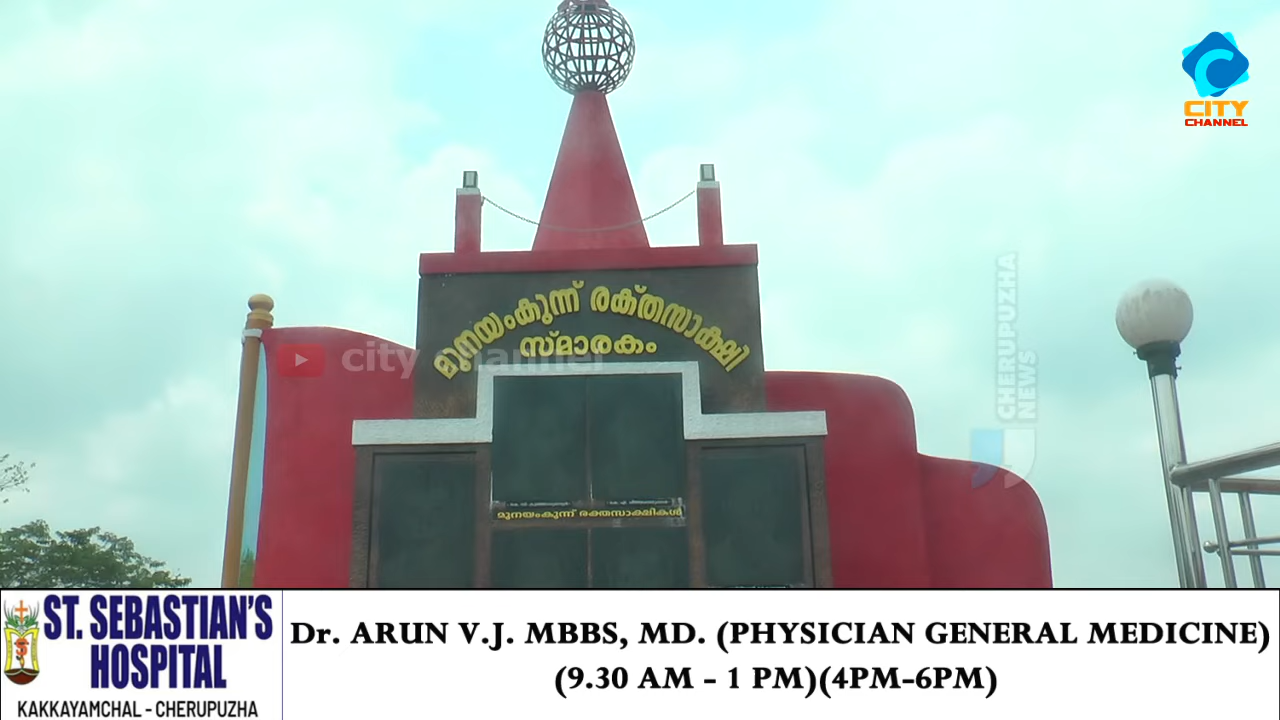 CITY
CHANNEL
മുനയംകുന്ന് രക്തസാക്ഷി
സ്മാരകം
city channel
CHERUPUZHA
NEWS
മുനയംകുന്ന് രക്തസാക്ഷികൾ
ST. SEBASTIAN'S
HOSPITAL
KAKKAYAMCHAL - CHERUPUZHA
Dr. ARUN V.J. MBBS, MD. (PHYSICIAN GENERAL MEDICINE)
(9.30 AM - 1 PM)(4PM-6PM)